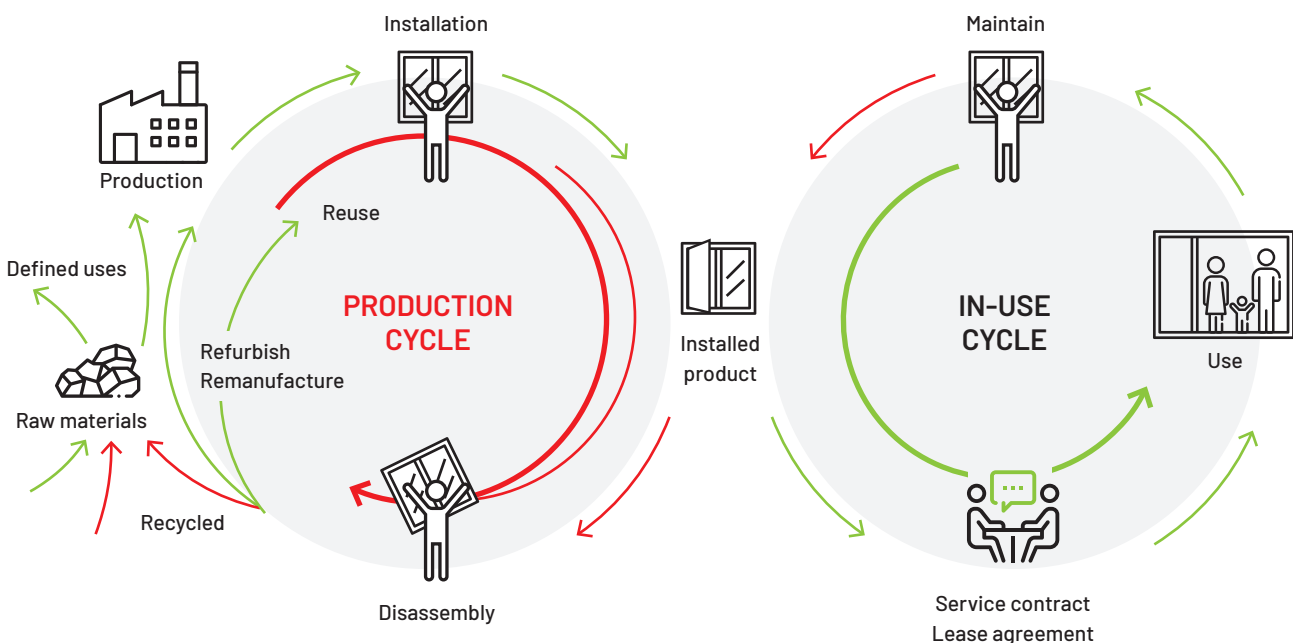 Installation
Maintain
Production
Reuse
Defined uses
PRODUCTION
CYCLE
IN-USE
CYCLE
Installed
product
Refurbish
Remanufacture
Use
Raw materials
Recycled
Disassembly
Service contract
Lease agreement